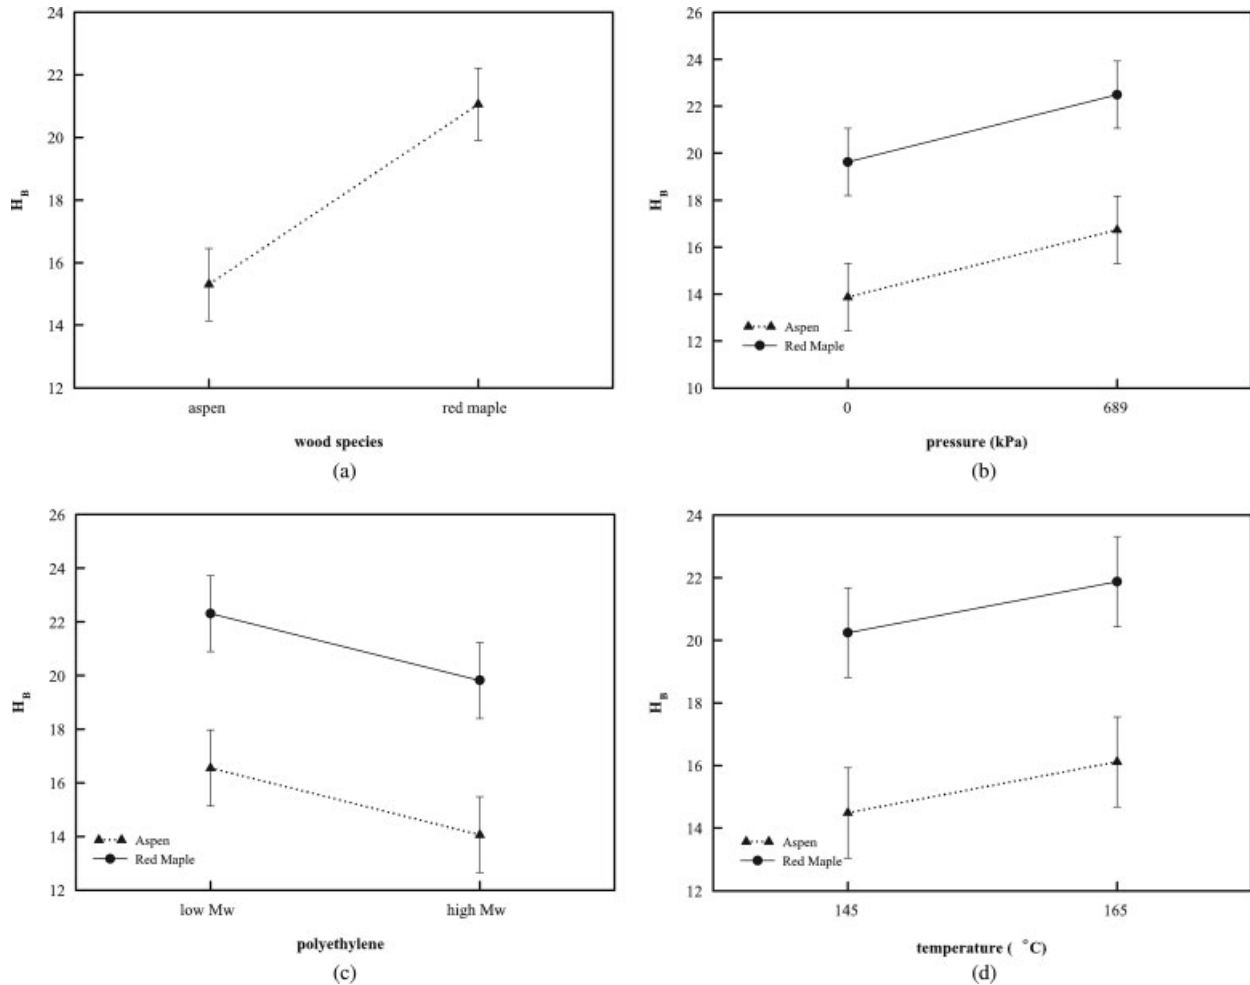 24
22
20
18
16
14
12
H_B
aspen
red maple
wood species
(a)
26
24
22
20
18
16
14
12
10
H_B
Aspen
Red Maple
0
689
pressure (kPa)
(b)
26
24
22
20
18
16
14
12
H_B
Aspen
Red Maple
low Mw
high Mw
polyethylene
(c)
24
22
20
18
16
14
12
H_B
Aspen
Red Maple
145
165
temperature ( °C)
(d)